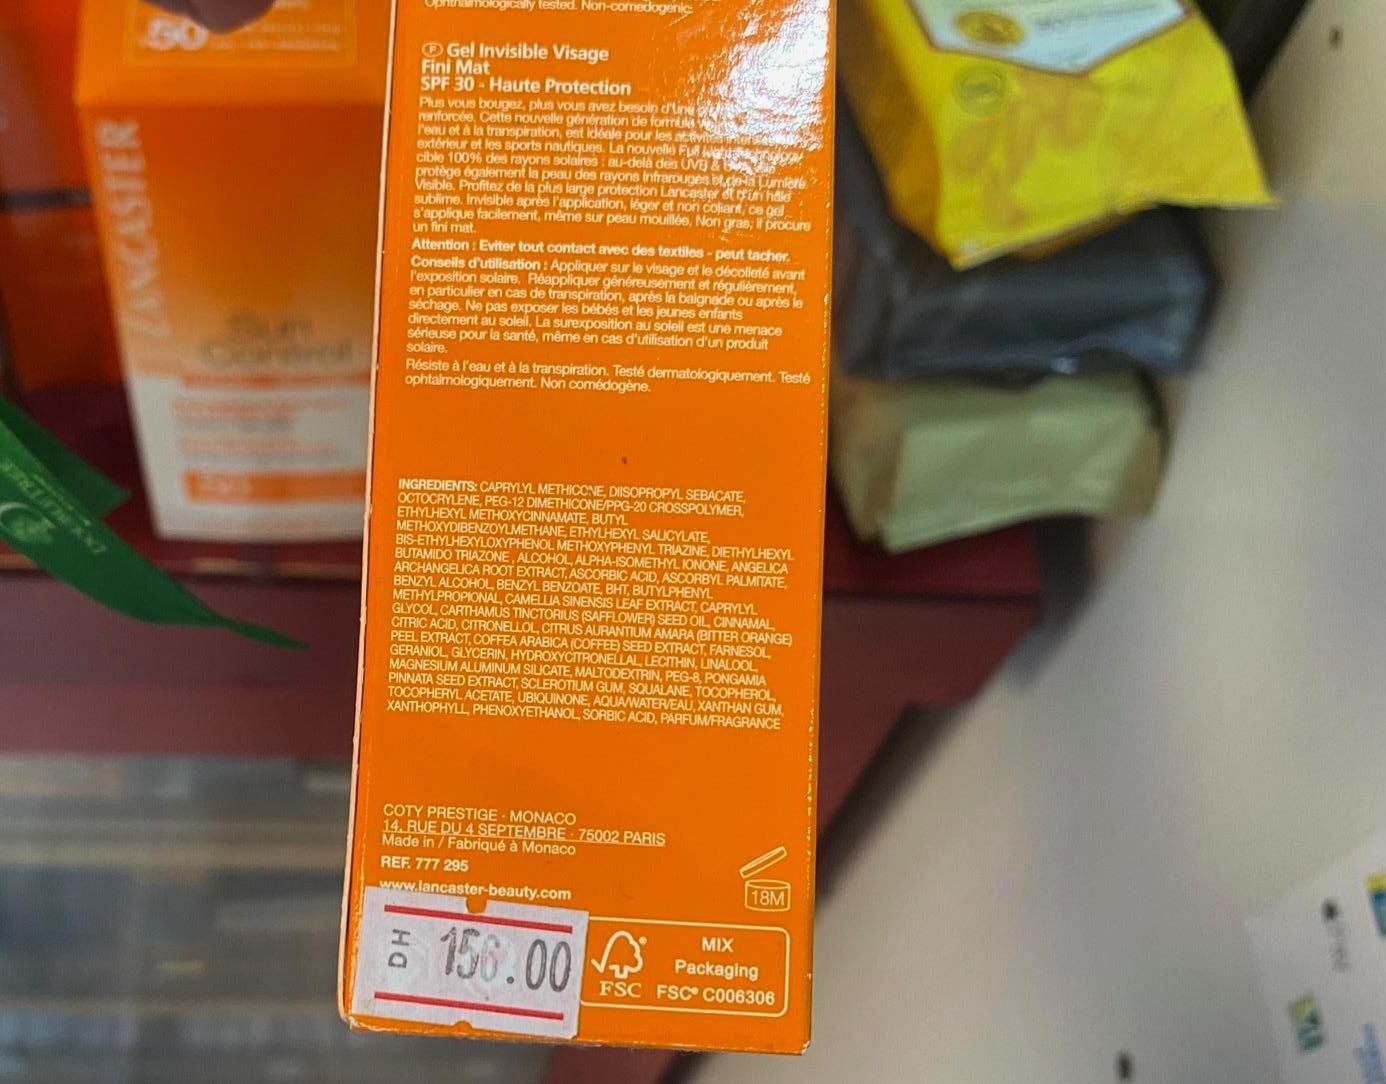 Ophthalmologically tested. Non-comedogenic.
F Gel Invisible Visage
Fini Mat
SPF 30 - Haute Protection
Plus vous bougez, plus vous avez besoin d'une
renforcée. Cette nouvelle génération de formule
l'eau et à la transpiration, est idéale pour les activités
extérieur et les sports nautiques. La nouvelle Full
cible 100% des rayons solaires : au-delà des UVB &
protège également la peau des rayons Infrarouges et de la Lumière
Visible. Profitez de la plus large protection Lancaster et d'un hâle
sublime. Invisible après l'application, léger et non collant, ce gel
s'applique facilement, même sur peau mouillée. Non gras, il procure
un fini mat.
Attention : Eviter tout contact avec des textiles - peut tacher.
Conseils d'utilisation : Appliquer sur le visage et le décolleté avant
l'exposition solaire. Réappliquer généreusement et régulièrement,
en particulier en cas de transpiration, après la baignade ou après le
séchage. Ne pas exposer les bébés et les jeunes enfants
directement au soleil. La surexposition au soleil est une menace
sérieuse pour la santé, même en cas d'utilisation d'un produit
solaire.
Résiste à l'eau et à la transpiration. Testé dermatologiquement. Testé
ophtalmologiquement. Non comédogène.
INGREDIENTS: CAPRYLYL METHICONE, DIISOPROPYL SEBACATE,
OCTOCRYLENE, PEG-12 DIMETHICONE/PPG-20 CROSSPOLYMER,
ETHYLHEXYL METHOXYCINNAMATE, BUTYL
METHOXYDIBENZOYLMETHANE, ETHYLHEXYL SALICYLATE,
BIS-ETHYLHEXYLOXYPHENOL METHOXYPHENYL TRIAZINE, DIETHYLHEXYL
BUTAMIDO TRIAZONE, ALCOHOL, ALPHA-ISOMETHYL IONONE, ANGELICA
ARCHANGELICA ROOT EXTRACT, ASCORBIC ACID, ASCORBYL PALMITATE,
BENZYL ALCOHOL, BENZYL BENZOATE, BHT, BUTYLPHENYL
METHYLPROPIONAL, CAMELLIA SINENSIS LEAF EXTRACT, CAPRYLYL
GLYCOL, CARTHAMUS TINCTORIUS (SAFFLOWER) SEED OIL, CINNAMAL,
CITRIC ACID, CITRONELLOL, CITRUS AURANTIUM AMARA (BITTER ORANGE)
PEEL EXTRACT, COFFEA ARABICA (COFFEE) SEED EXTRACT, FARNESOL,
GERANIOL, GLYCERIN, HYDROXYCITRONELLAL, LECITHIN, LINALOOL,
MAGNESIUM ALUMINUM SILICATE, MALTODEXTRIN, PEG-8, PONGAMIA
PINNATA SEED EXTRACT, SCLEROTIUM GUM, SQUALANE, TOCOPHEROL,
TOCOPHERYL ACETATE, UBIQUINONE, AQUA/WATER/EAU, XANTHAN GUM,
XANTHOPHYLL, PHENOXYETHANOL, SORBIC ACID, PARFUM/FRAGRANCE
COTY PRESTIGE - MONACO
14, RUE DU 4 SEPTEMBRE - 75002 PARIS
Made in / Fabriqué à Monaco
REF. 777 295
www.lancaster-beauty.com
18M
DH 156.00
MIX
Packaging
FSC FSC® C006306
50
LANCASTER
Sun
Control